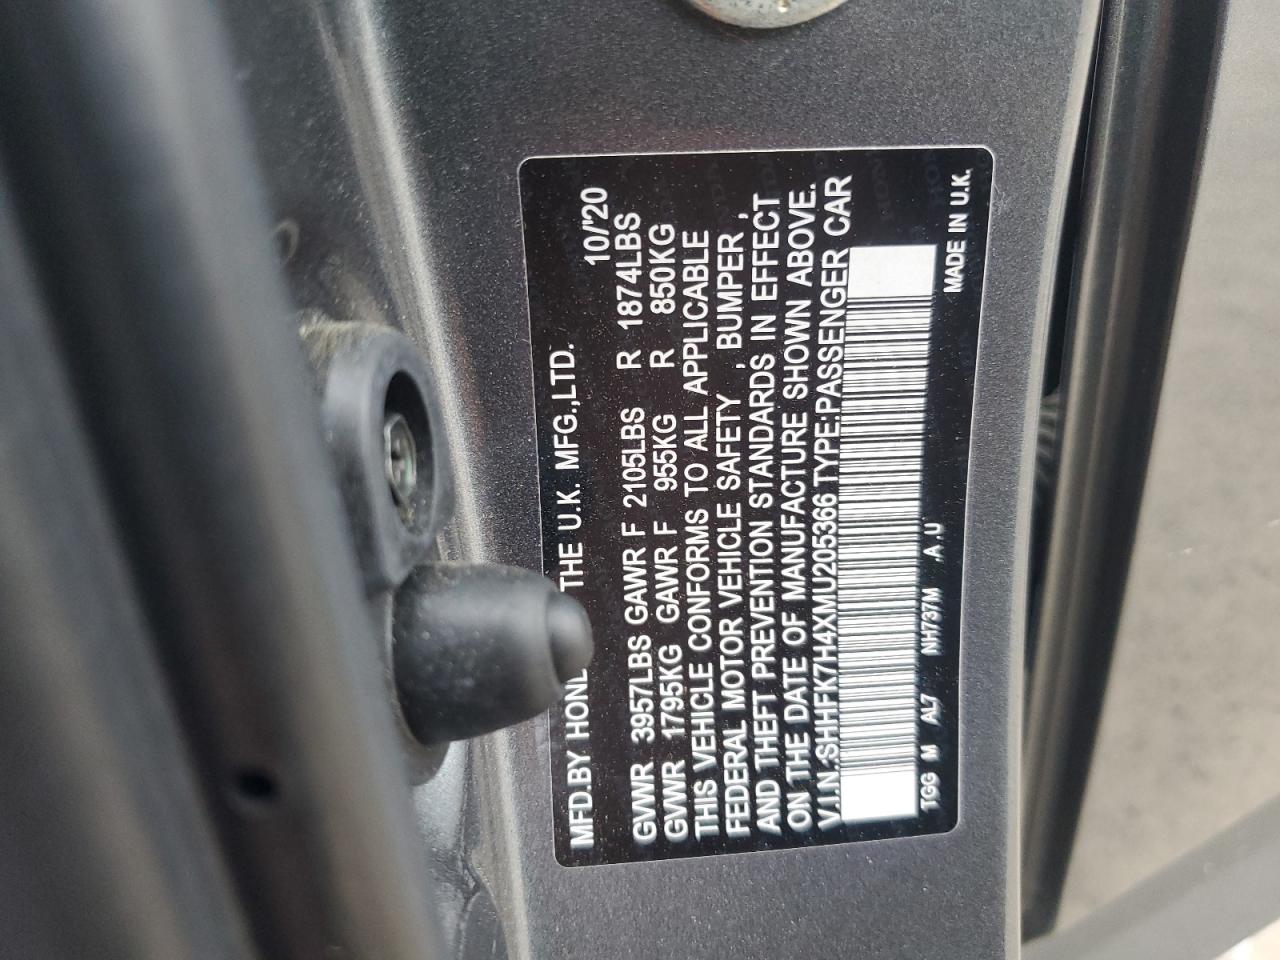 MFD.BY THE U.K. MFG.,LTD. 10/'20
GVWR 3957LBS GAWR F 2105LBS R 1874LBS
GVWR 1795KG GAWR F 955KG R 850KG
THIS VEHICLE CONFORMS TO ALL APPLICABLE
FEDERAL MOTOR VEHICLE SAFETY , BUMPER ,
AND THEFT PREVENTION STANDARDS IN EFFECT
ON THE DATE OF MANUFACTURE SHOWN ABOVE.
V.I.N.:SHHFK7H4XMU205366 TYPE:PASSENGER CAR
TGG M AL7 NH737M .A.U MADE IN U.K.